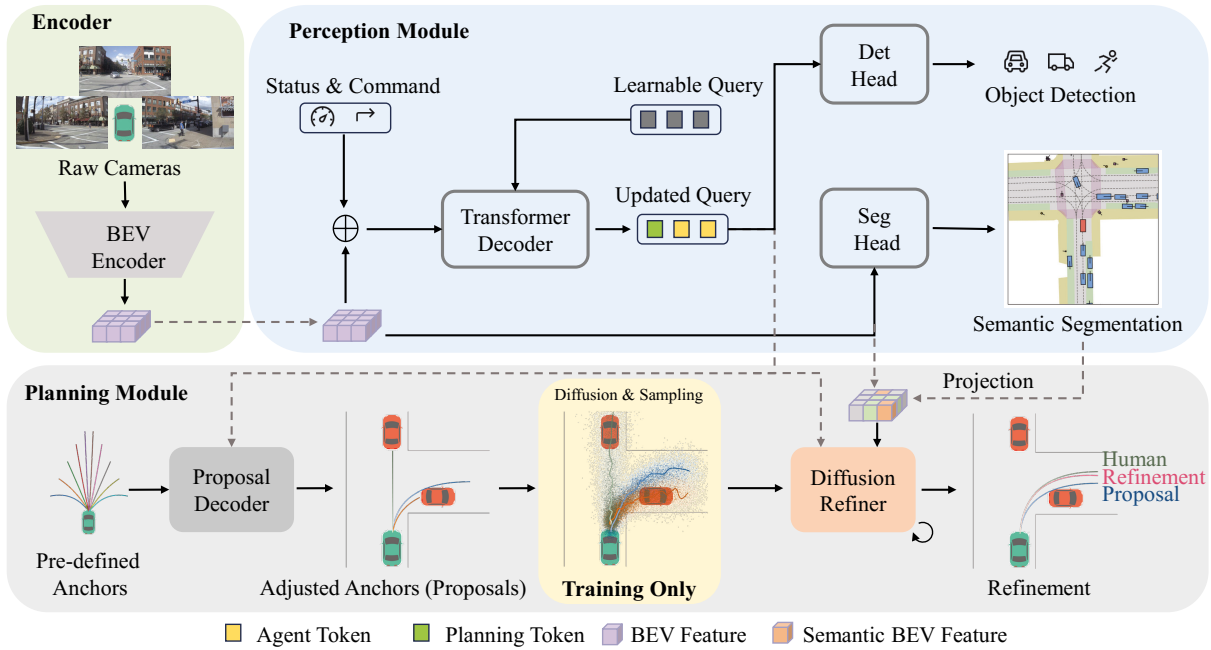 Encoder
Raw Cameras
BEV
Encoder
Perception Module
Status & Command
Learnable Query
Transformer
Decoder
Updated Query
Det
Head
Object Detection
Seg
Head
Semantic Segmentation
Planning Module
Pre-defined
Anchors
Proposal
Decoder
Adjusted Anchors (Proposals)
Diffusion & Sampling
Training Only
Projection
Diffusion
Refiner
Human
Refinement
Proposal
Refinement
Agent Token
Planning Token
BEV Feature
Semantic BEV Feature